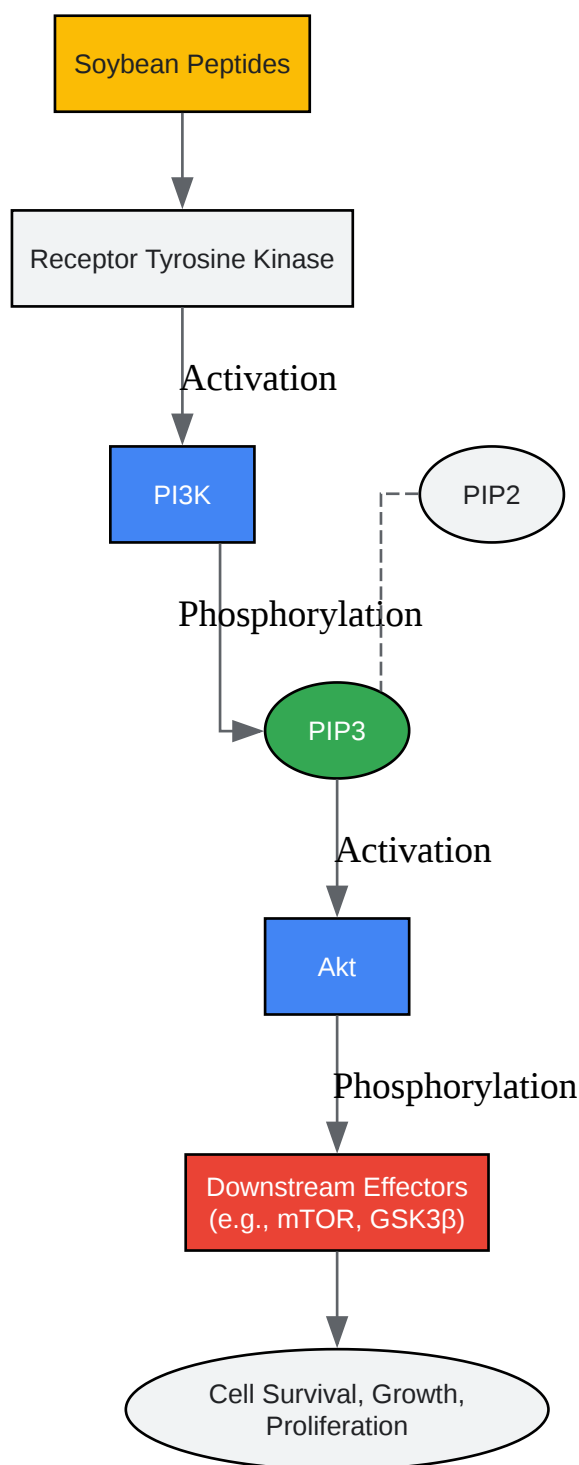 Soybean Peptides
Receptor Tyrosine Kinase
Activation
PI3K
PIP2
Phosphorylation
PIP3
Activation
Akt
Phosphorylation
Downstream Effectors
(e.g., mTOR, GSK3β)
Cell Survival, Growth,
Proliferation